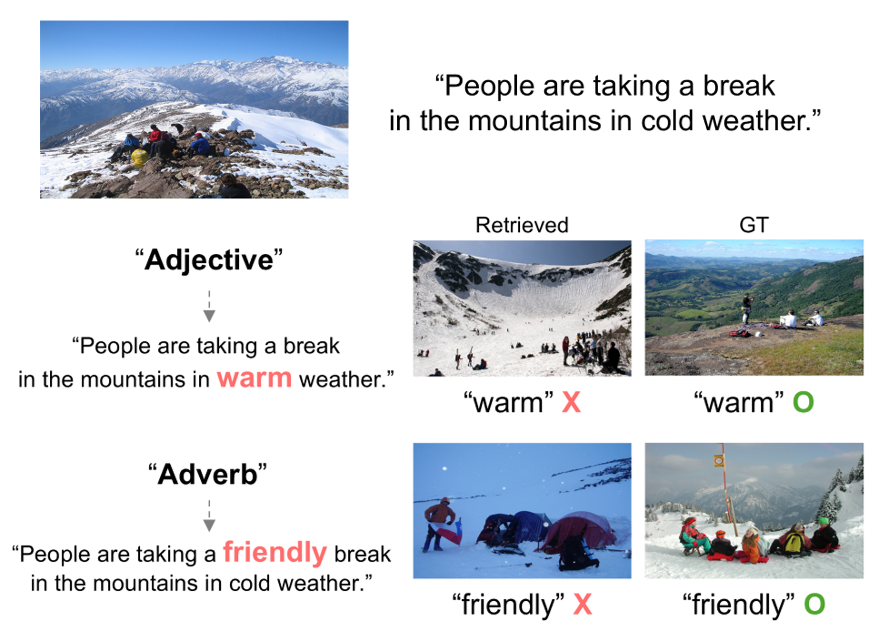 “People are taking a break
in the mountains in cold weather.”
Retrieved
GT
“Adjective”
“People are taking a break
in the mountains in warm weather.”
“warm” X
“warm” O
“Adverb”
“People are taking a friendly break
in the mountains in cold weather.”
“friendly” X
“friendly” O